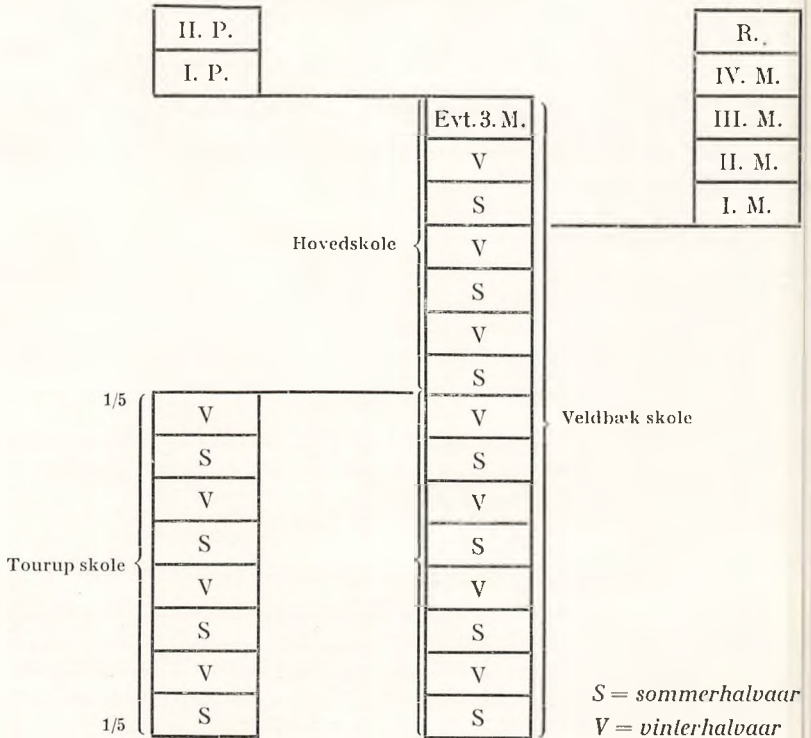 II. P.
I. P.
R.
IV. M.
III. M.
II. M.
I. M.
Evt. 3. M.
V
S
V
S
V
S
V
S
V
S
V
S
V
S
Hovedskole
Veldbæk skole
1/5
V
S
V
S
V
S
V
S
1/5
Tourup skole
S = sommerhalvaar
V = vinterhalvaar